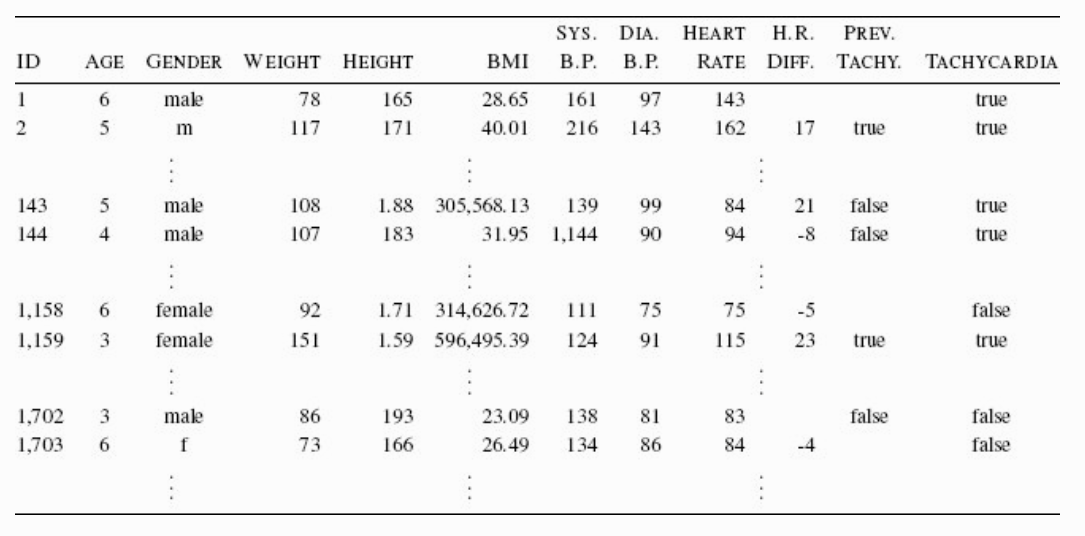 SYS. DIA. HEART H.R. PREV.
ID AGE GENDER WEIGHT HEIGHT BMI B.P. B.P. RATE DIFF. TACHY. TACHYCARDIA
1 6 male 78 165 28.65 161 97 143 true
2 5 m 117 171 40.01 216 143 162 17 true true
⋮ ⋮ ⋮
143 5 male 108 1.88 305,568.13 139 99 84 21 false true
144 4 male 107 183 31.95 1,144 90 94 -8 false true
⋮ ⋮ ⋮
1,158 6 female 92 1.71 314,626.72 111 75 75 -5 false
1,159 3 female 151 1.59 596,495.39 124 91 115 23 true true
⋮ ⋮ ⋮
1,702 3 male 86 193 23.09 138 81 83 false false
1,703 6 f 73 166 26.49 134 86 84 -4 false
⋮ ⋮ ⋮